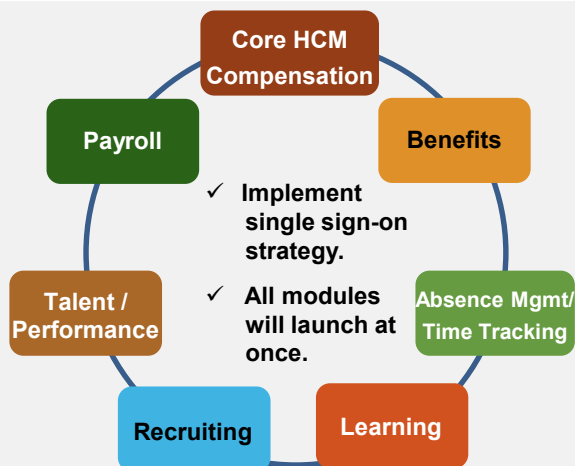 Core HCM
Compensation
Payroll
Benefits
✓ Implement
single sign-on
strategy.
✓ All modules
will launch at
once.
Talent /
Performance
Absence Mgmt/
Time Tracking
Recruiting
Learning